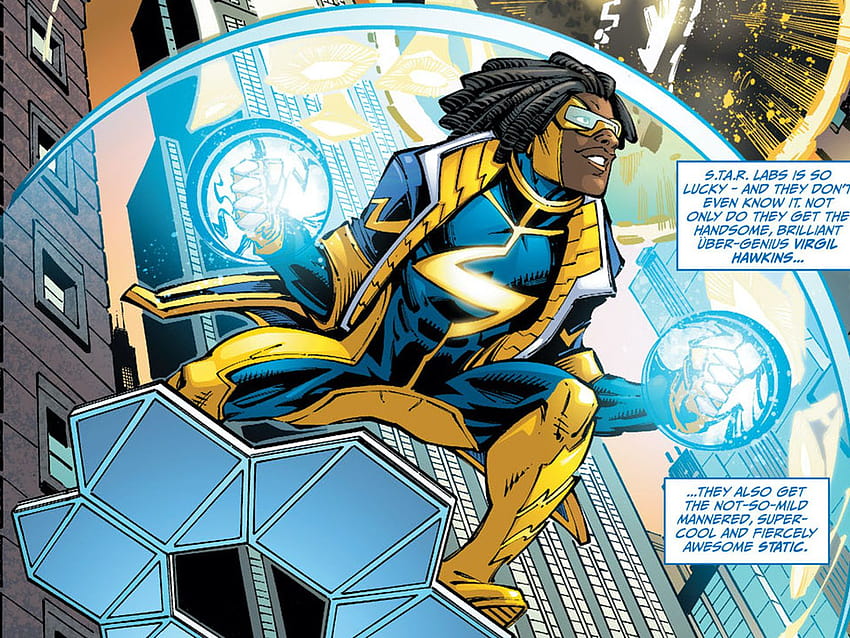 S.T.A.R. LABS IS SO
LUCKY - AND THEY DON'T
EVEN KNOW IT. NOT
ONLY DO THEY GET THE
HANDSOME, BRILLIANT
ÜBER-GENIUS VIRGIL
HAWKINS...
S
...THEY ALSO GET
THE NOT-SO-MILD
MANNERED, SUPER-
COOL AND FIERCELY
AWESOME STATIC.